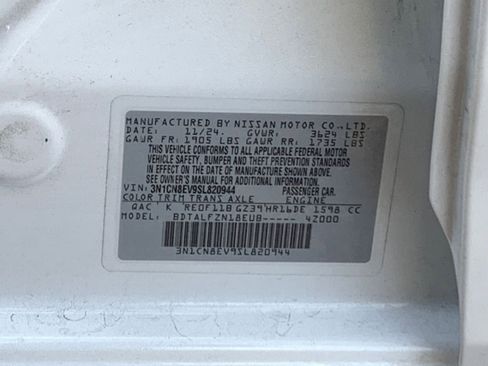 MANUFACTURED BY NISSAN MOTOR CO.,LTD.
DATE: 11/24. GVWR: 3624 LBS
GAWR FR: 1905 LBS GAWR RR: 1735 LBS
THIS VEHICLE CONFORMS TO ALL APPLICABLE FEDERAL MOTOR
VEHICLE SAFETY, BUMPER AND THEFT PREVENTION STANDARDS
IN EFFECT ON THE DATE OF MANUFACTURE SHOWN ABOVE.
SEE OWNER'S MANUAL FOR ADDITIONAL INFORMATION.
VIN: 3N1CN8EV9SL820944 PASSENGER CAR
COLOR TRIM TRANS AXLE ENGINE
QAC K RE0F11B GZ39 HR16DE 1598 CC
MODEL: BDTALFZN18EUB----- 4Z000
3N1CN8EV9SL820944